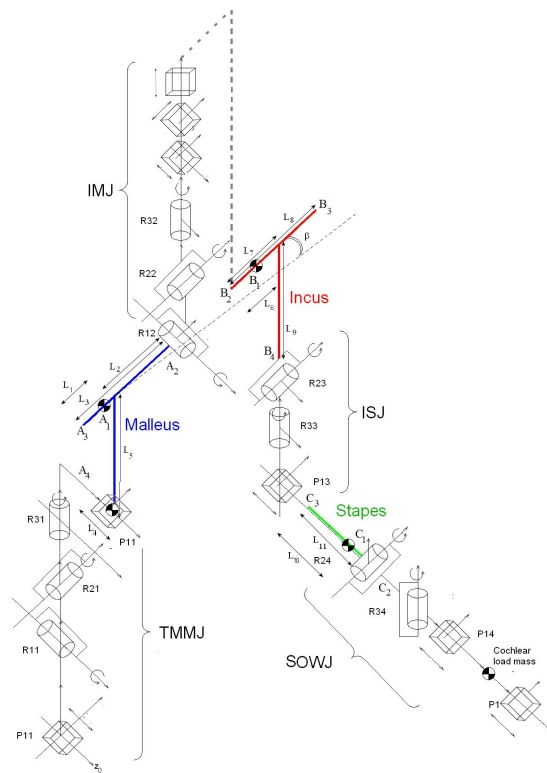 IMJ
R32
R22
R12
B3
L8
L7
β
B1
B2
L6
Incus
L9
B4
R23
ISJ
R33
P13
L2
A2
L1
L3
A1
A3
Malleus
L5
A4
R31
L4
P11
R21
R11
TMMJ
P11
z0
C3
Stapes
C1
L11
R24
L10
C2
R34
SOWJ
P14
Cochlear
load mass
P1